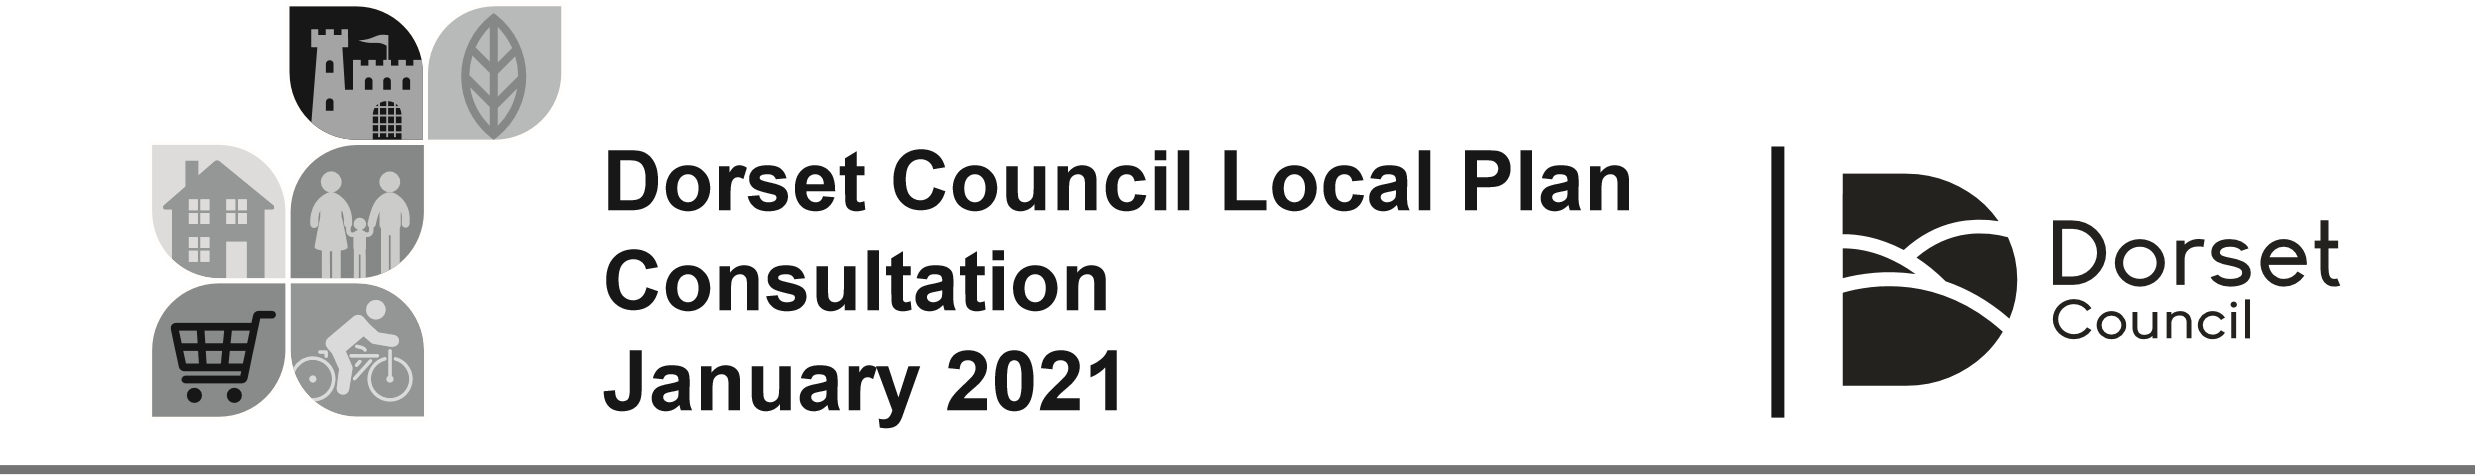 Dorset Council Local Plan
Consultation
January 2021
Dorset
Council